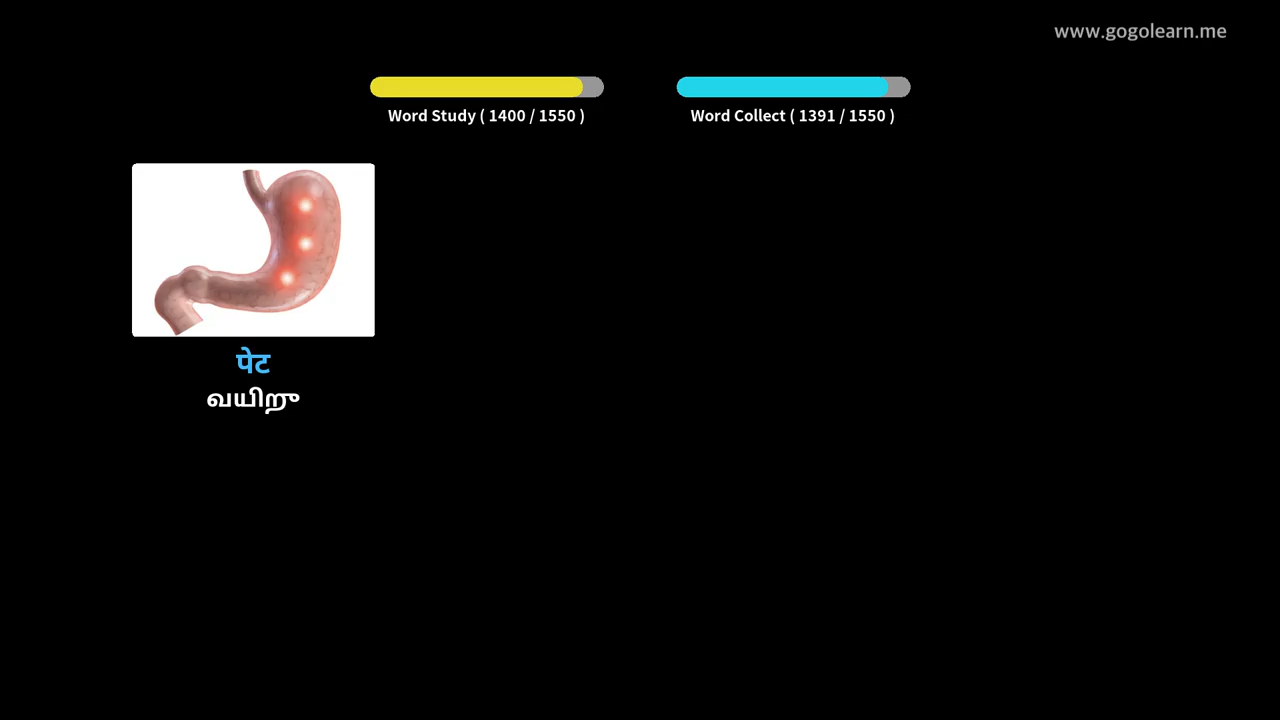 www.gogolearn.me
Word Study ( 1400 / 1550 )
Word Collect ( 1391 / 1550 )
पेट
வயிறு